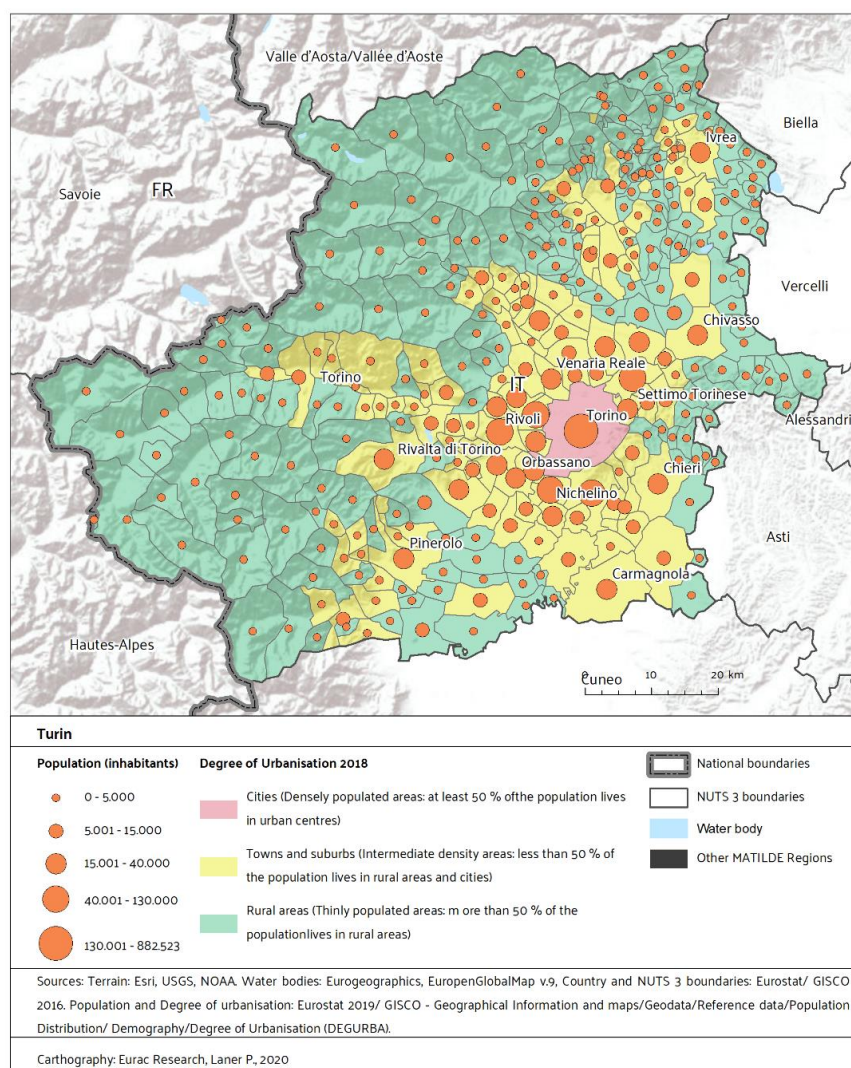 Valle d'Aosta/Vallée d'Aoste
Biella
Ivrea
Savoie
FR
Vercelli
Chivasso
Torino
IT
Venaria Reale
Settimo Torinese
Rivoli
Torino
Alessandri
Rivalta di Torino
Orbassano
Chieri
Nichelino
Pinerolo
Asti
Carmagnola
Hautes-Alpes
Cuneo
0 10 20 km
Turin
Population (inhabitants)
0 - 5.000
5.001 - 15.000
15.001 - 40.000
40.001 - 130.000
130.001 - 882.523
Degree of Urbanisation 2018
Cities (Densely populated areas: at least 50 % ofthe population lives
in urban centres)
Towns and suburbs (Intermediate density areas: less than 50 % of
the population lives in rural areas and cities)
Rural areas (Thinly populated areas: m ore than 50 % of the
populationlives in rural areas)
National boundaries
NUTS 3 boundaries
Water body
Other MATILDE Regions
Sources: Terrain: Esri, USGS, NOAA. Water bodies: Eurogeographics, EuropenGlobalMap v.9, Country and NUTS 3 boundaries: Eurostat/ GISCO
2016. Population and Degree of urbanisation: Eurostat 2019/ GISCO - Geographical Information and maps/Geodata/Reference data/Population
Distribution/ Demography/Degree of Urbanisation (DEGURBA).
Carthography: Eurac Research, Laner P., 2020